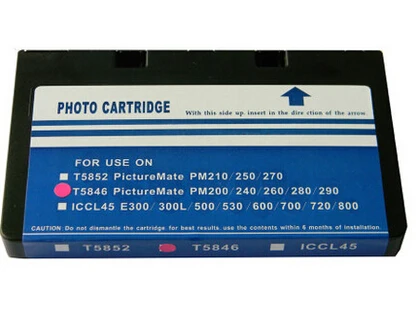 PHOTO CARTRIDGE
With this side up, insert in the dire ction of the arrow.
FOR USE ON
T5852 PictureMate PM210/250/270
T5846 PictureMate PM200/240/260/280/290
ICCL45 E300/300L/500/530/600/700/720/800
CAUTION Do not dismantle the cartridge for best results, use the contents within 6 months of installation.
T5852 T5846 ICCL45